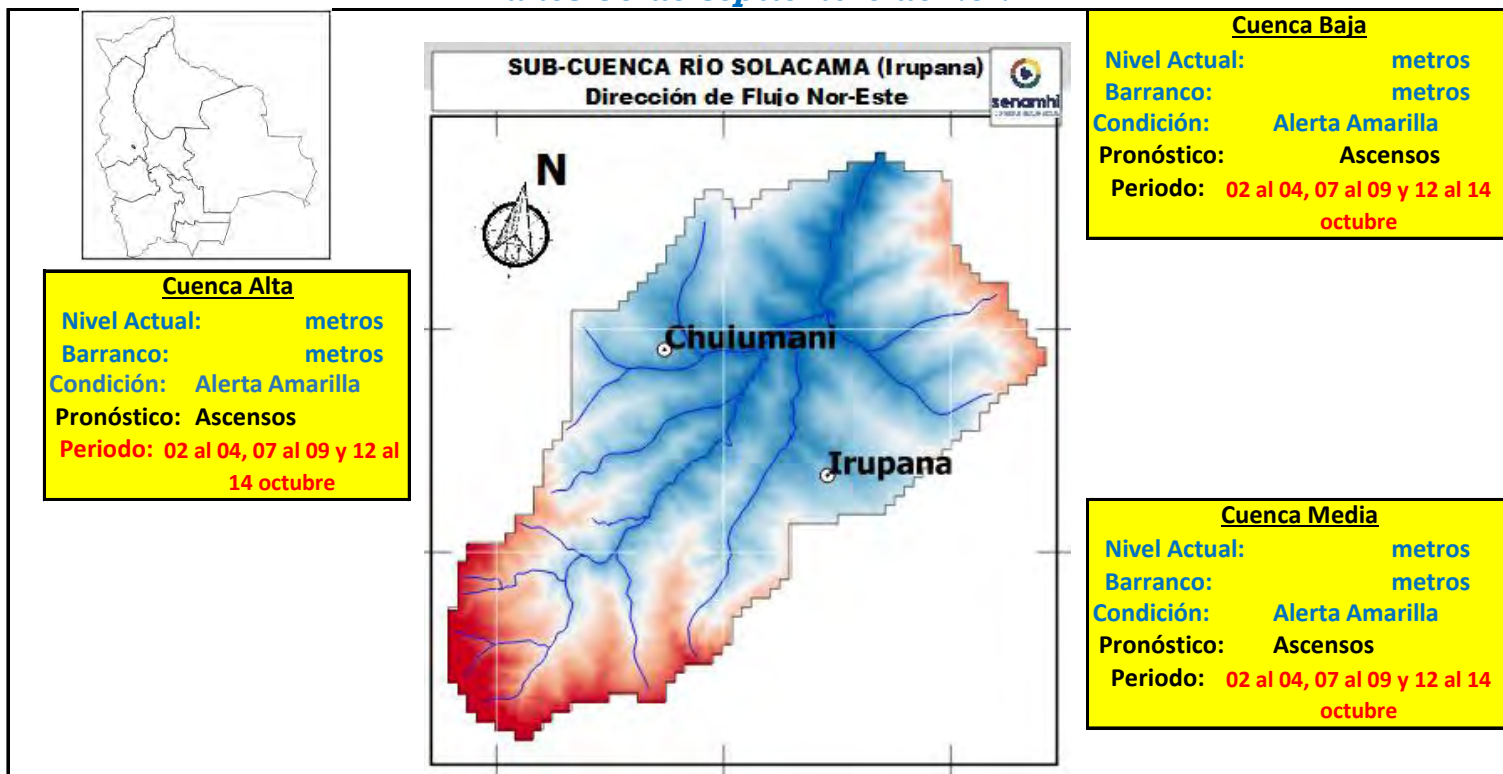 SUB-CUENCA RÍO SOLACAMA (Irupana)
Dirección de Flujo Nor-Este
senamhi
N
Chulumani
Irupana
Cuenca Alta
Nivel Actual: metros
Barranco: metros
Condición: Alerta Amarilla
Pronóstico: Ascensos
Periodo: 02 al 04, 07 al 09 y 12 al
14 octubre
Cuenca Baja
Nivel Actual: metros
Barranco: metros
Condición: Alerta Amarilla
Pronóstico: Ascensos
Periodo: 02 al 04, 07 al 09 y 12 al 14
octubre
Cuenca Media
Nivel Actual: metros
Barranco: metros
Condición: Alerta Amarilla
Pronóstico: Ascensos
Periodo: 02 al 04, 07 al 09 y 12 al 14
octubre